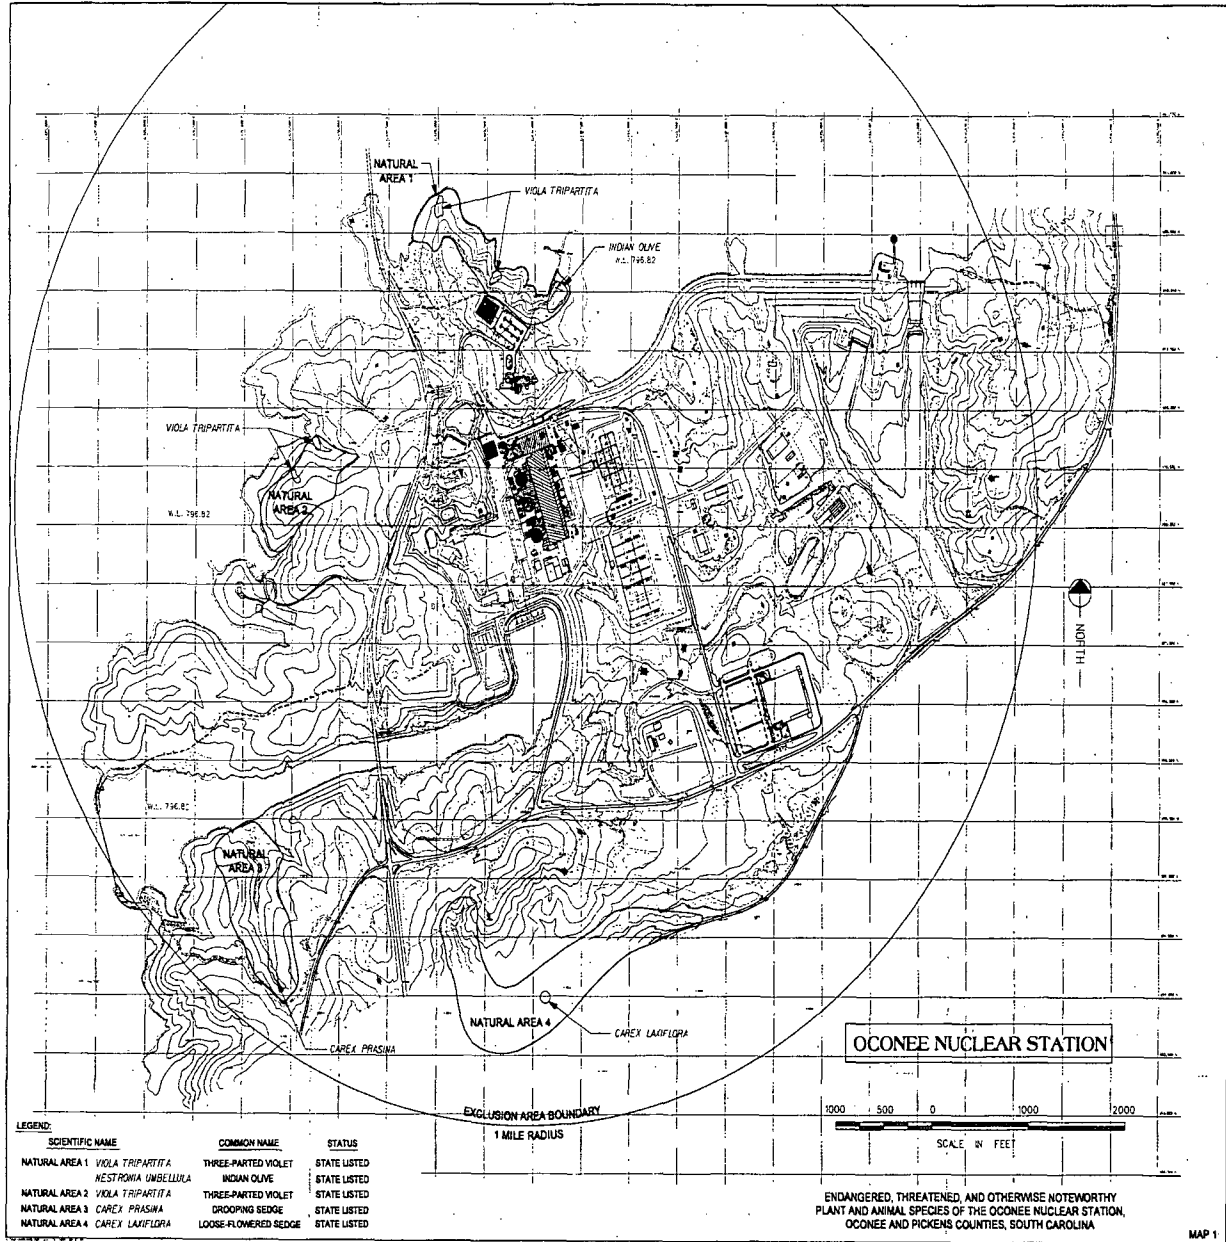 NATURAL
AREA 1
VIOLA TRIPARTITA
INDIAN OLIVE
W.L. 796.82
VIOLA TRIPARTITA
NATURAL
AREA 2
W.L. 796.82
NORTH
W.L. 796.82
NATURAL
AREA 3
NATURAL AREA 4
CAREX LAXIFLORA
CAREX PRASINA
OCONEE NUCLEAR STATION
EXCLUSION AREA BOUNDARY
1 MILE RADIUS
1000 500 0 1000 2000
SCALE IN FEET
LEGEND:
SCIENTIFIC NAME COMMON NAME STATUS
NATURAL AREA 1 VIOLA TRIPARTITA THREE-PARTED VIOLET STATE LISTED
NESTRONIA UMBELLULA INDIAN OLIVE STATE LISTED
NATURAL AREA 2 VIOLA TRIPARTITA THREE-PARTED VIOLET STATE LISTED
NATURAL AREA 3 CAREX PRASINA DROOPING SEDGE STATE LISTED
NATURAL AREA 4 CAREX LAXIFLORA LOOSE-FLOWERED SEDGE STATE LISTED
ENDANGERED, THREATENED, AND OTHERWISE NOTEWORTHY
PLANT AND ANIMAL SPECIES OF THE OCONEE NUCLEAR STATION,
OCONEE AND PICKENS COUNTIES, SOUTH CAROLINA
MAP 1